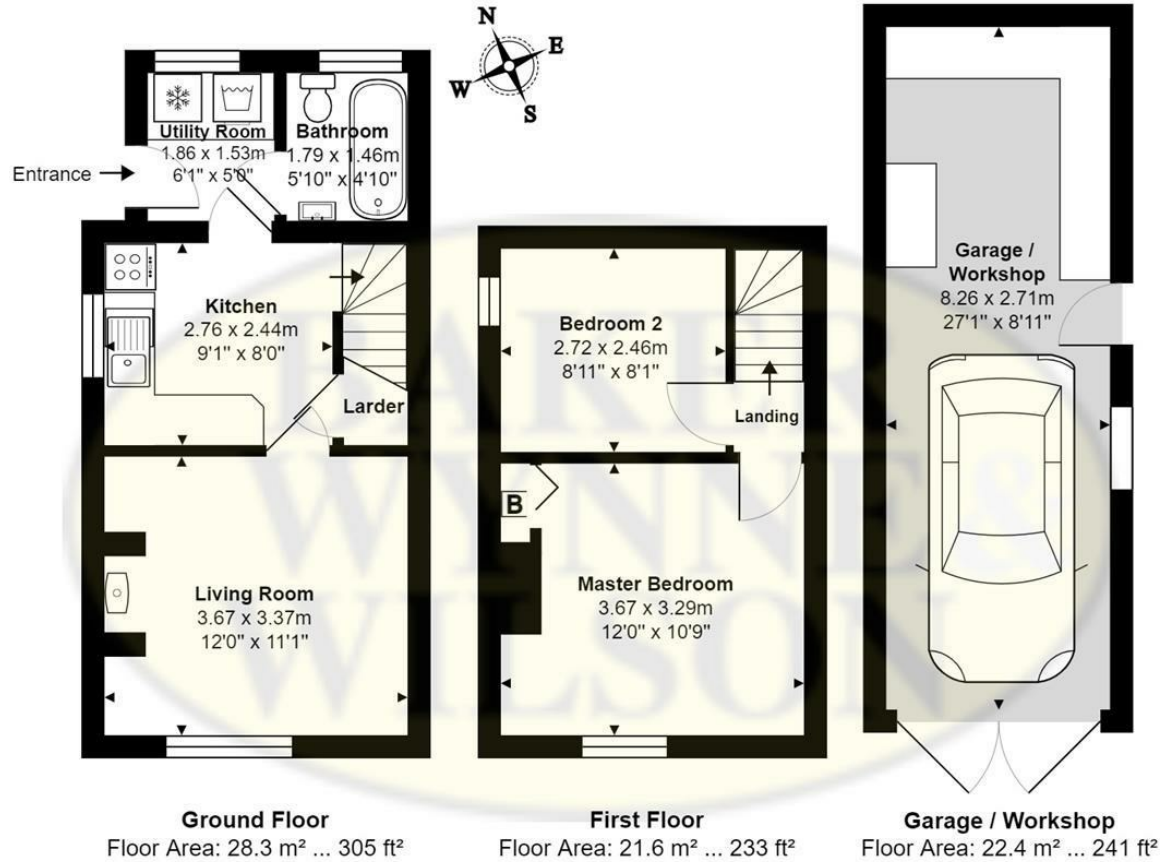 N
E
W
S
Utility Room
1.86 x 1.53m
6'1" x 5'0"
Bathroom
1.79 x 1.46m
5'10" x 4'10"
Entrance
Kitchen
2.76 x 2.44m
9'1" x 8'0"
Larder
Living Room
3.67 x 3.37m
12'0" x 11'1"
Bedroom 2
2.72 x 2.46m
8'11" x 8'1"
Landing
B
Master Bedroom
3.67 x 3.29m
12'0" x 10'9"
Garage /
Workshop
8.26 x 2.71m
27'1" x 8'11"
BAKER
WYNNE &
WILSON
Ground Floor
Floor Area: 28.3 m² ... 305 ft²
First Floor
Floor Area: 21.6 m² ... 233 ft²
Garage / Workshop
Floor Area: 22.4 m² ... 241 ft²